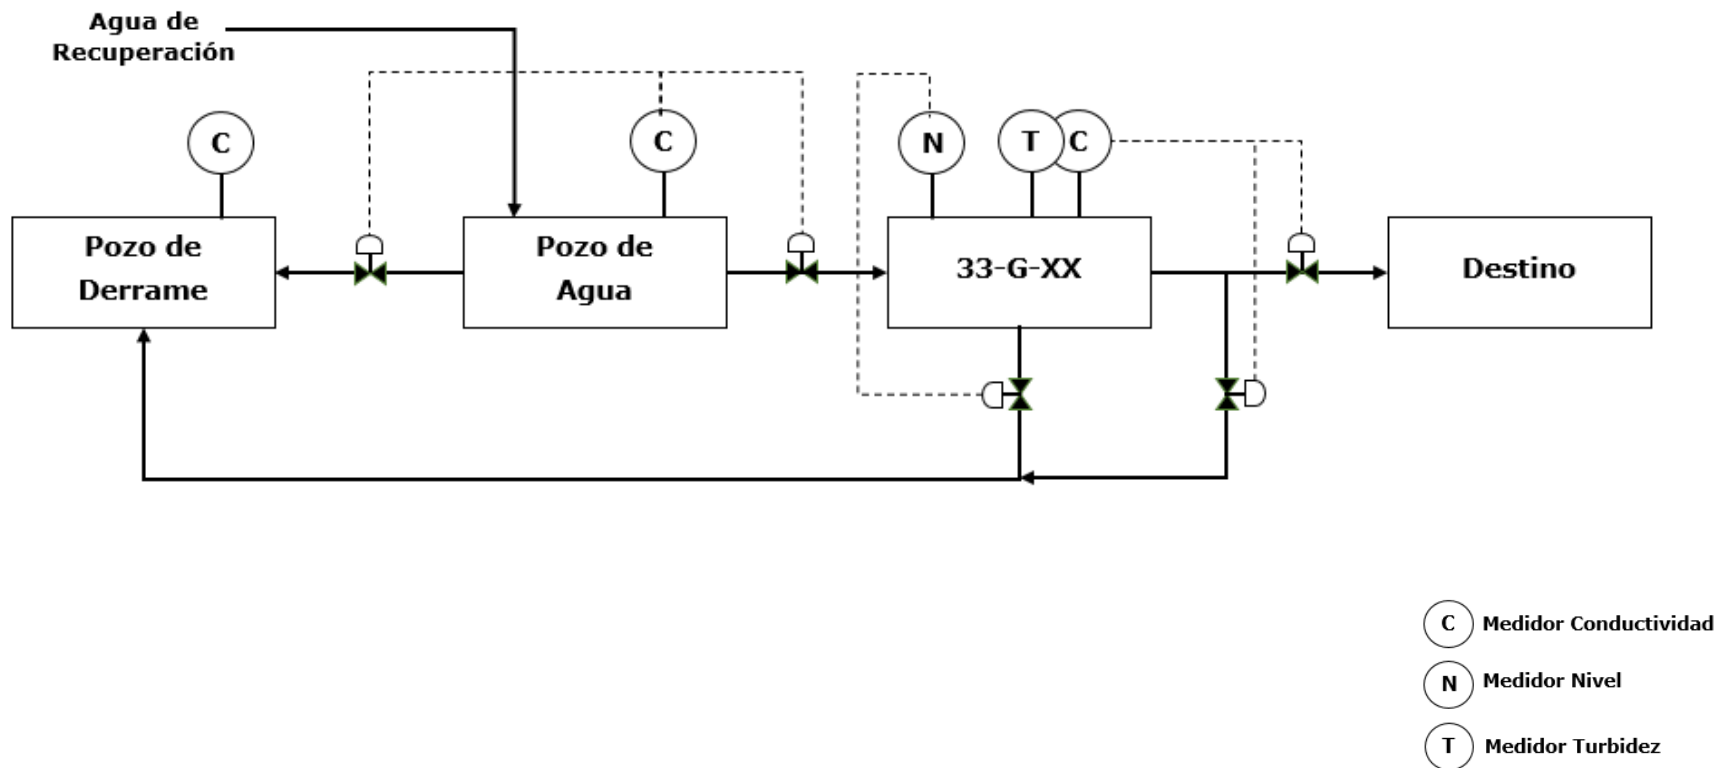 Agua de
Recuperación
C
C
N
T
C
Pozo de
Derrame
Pozo de
Agua
33-G-XX
Destino
C Medidor Conductividad
N Medidor Nivel
T Medidor Turbidez